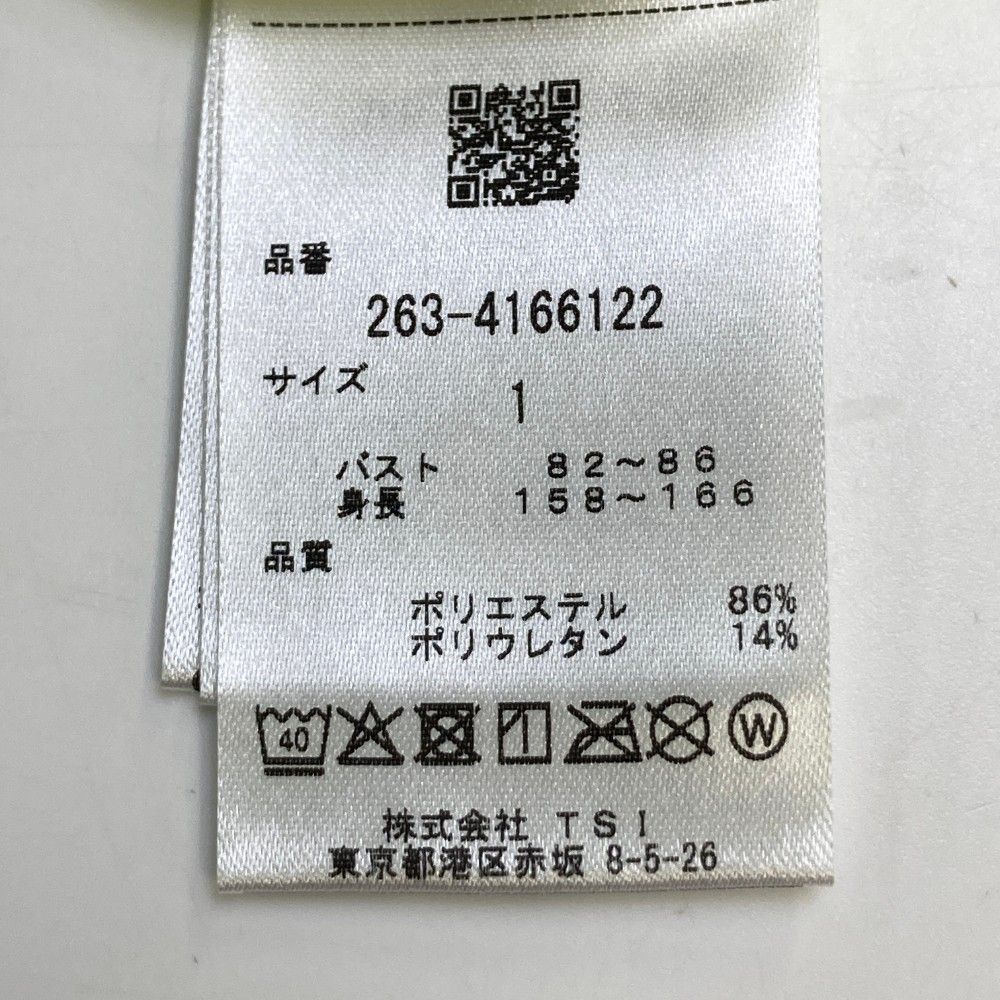 品番
263-4166122
サイズ
1
バスト 82～86
身長 158～166
品質
ポリエステル 86%
ポリウレタン 14%
40 W
株式会社 TSI
東京都港区赤坂 8-5-26